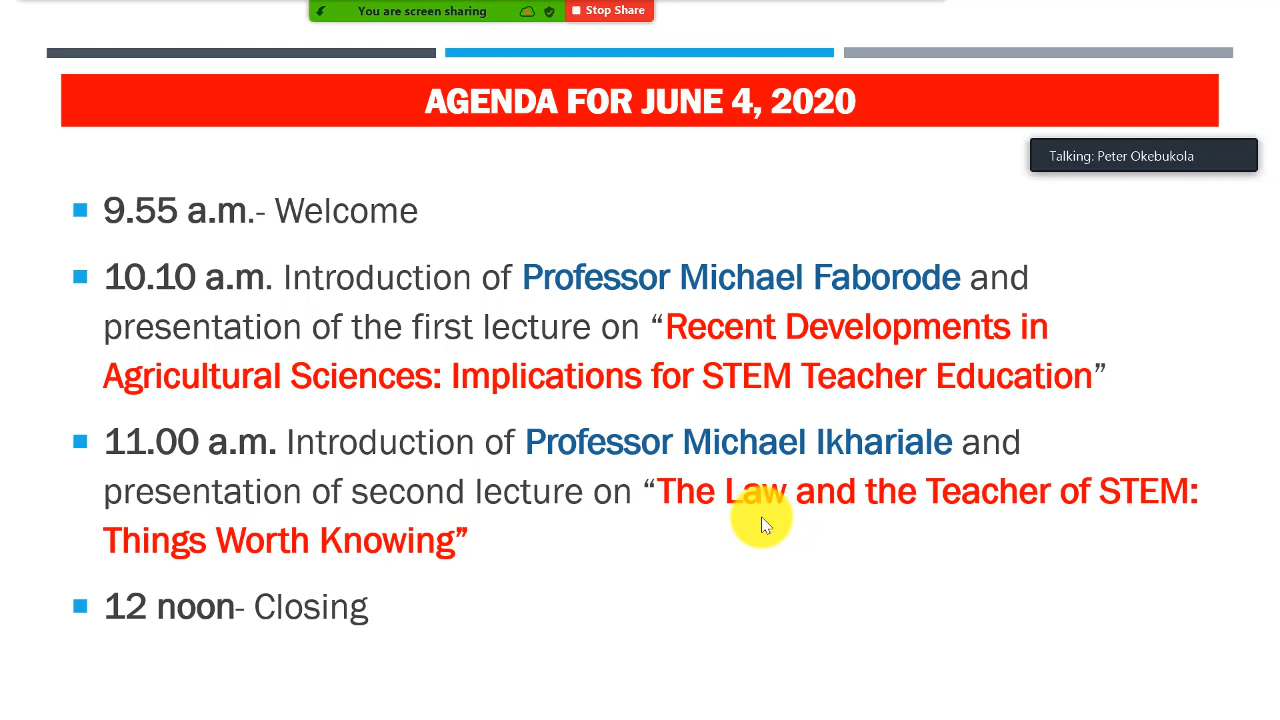 You are screen sharing
Stop Share
AGENDA FOR JUNE 4, 2020
Talking: Peter Okebukola
9.55 a.m.- Welcome
10.10 a.m. Introduction of Professor Michael Faborode and
presentation of the first lecture on “Recent Developments in
Agricultural Sciences: Implications for STEM Teacher Education”
11.00 a.m. Introduction of Professor Michael Ikhariale and
presentation of second lecture on “The Law and the Teacher of STEM:
Things Worth Knowing”
12 noon- Closing